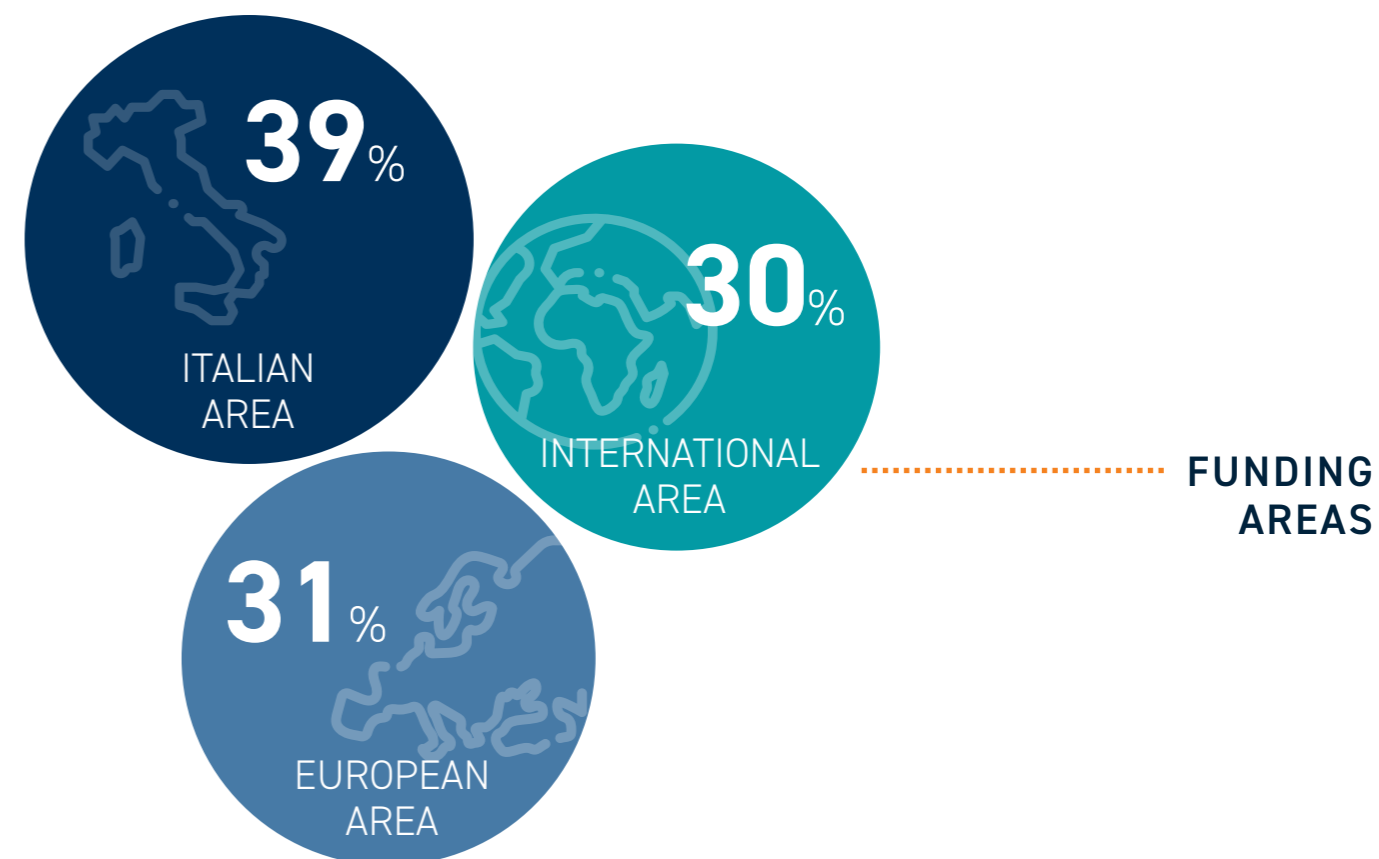 39%
ITALIAN
AREA
30%
INTERNATIONAL
AREA
FUNDING
AREAS
31%
EUROPEAN
AREA